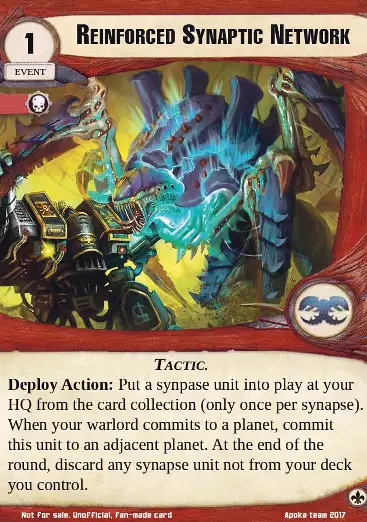 1
REINFORCED SYNAPTIC NETWORK
EVENT
TACTIC.
Deploy Action: Put a synpase unit into play at your
HQ from the card collection (only once per synapse).
When your warlord commits to a planet, commit
this unit to an adjacent planet. At the end of the
round, discard any synapse unit not from your deck
you control.
Not for sale. Unofficial, fan-made card
Apoka team 2017